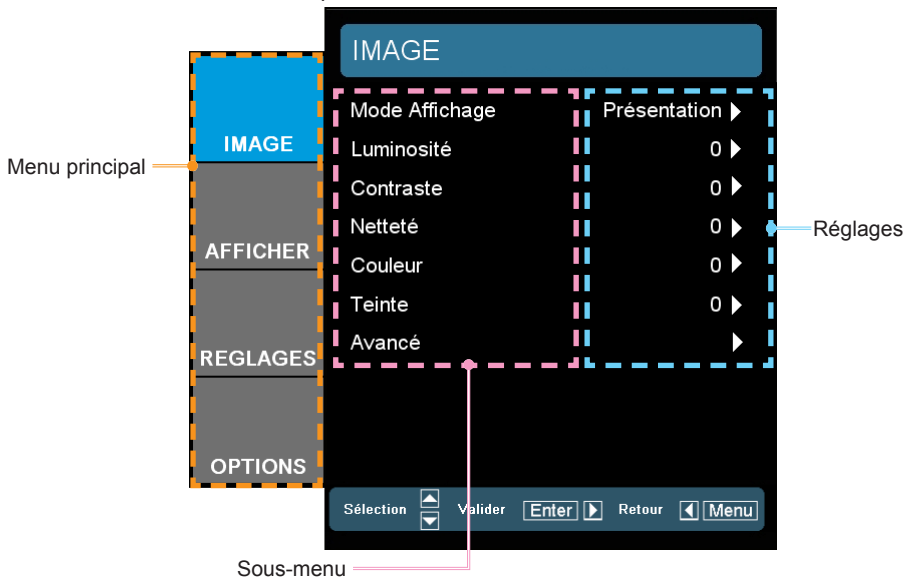 IMAGE
Mode Affichage Présentation
Luminosité 0
Contraste 0
Netteté 0
Couleur 0
Teinte 0
Avancé
IMAGE
AFFICHER
REGLAGES
OPTIONS
Menu principal
Réglages
Sélection Valider Enter Retour Menu
Sous-menu